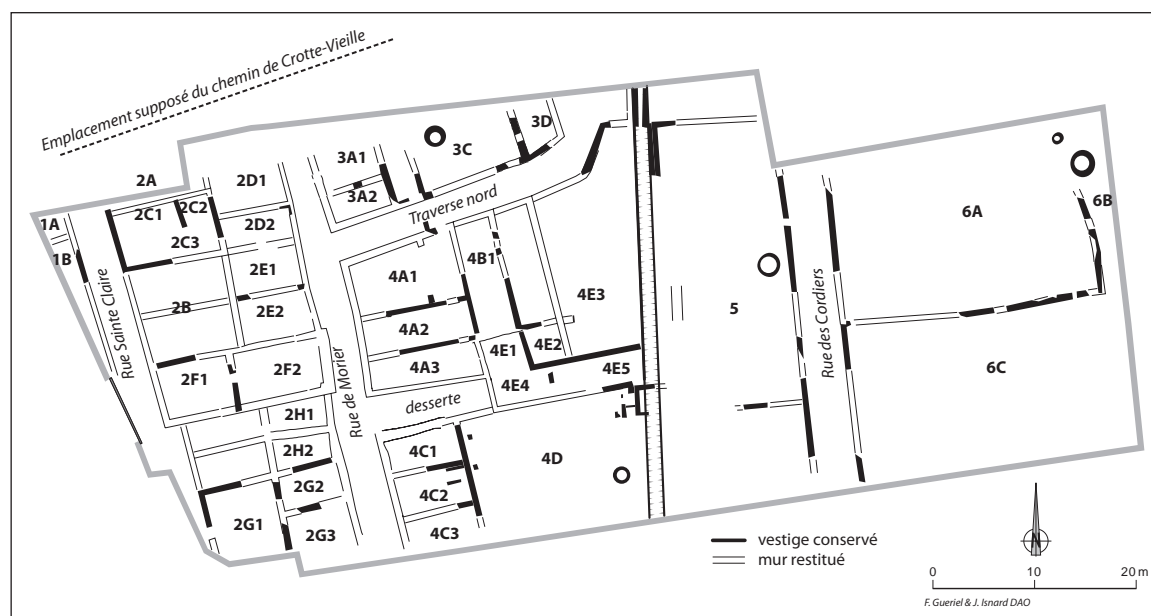 Emplacement supposé du chemin de Crotte-Vieille
2A
2D1
3A1
3A2
3C
3D
1A
1B
2C1
2C2
2C3
2D2
Traverse nord
6A
6B
Rue Sainte Claire
2B
2E1
2E2
4A1
4B1
4E3
5
Rue des Cordiers
4A2
4E1
4E2
2F1
2F2
Rue de Morier
4A3
4E4
4E5
6C
desserte
2H1
2H2
4C1
4D
2G2
4C2
2G1
2G3
4C3
vestige conservé
mur restitué
N
0 10 20 m
F. Gueriel & J. Isnard DAO